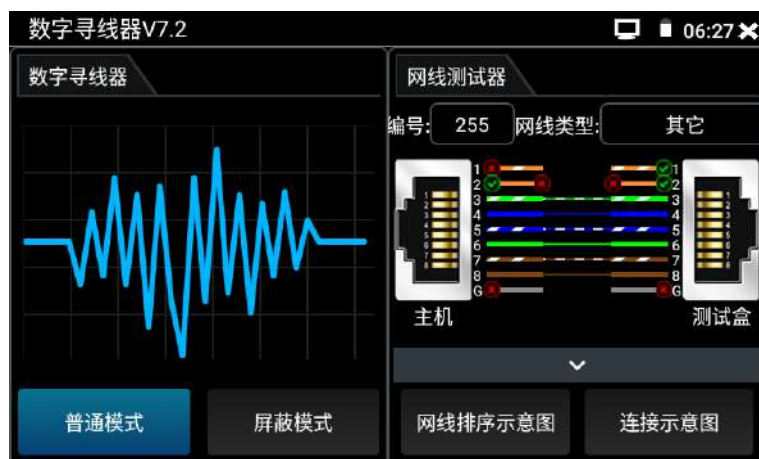 数字寻线器V7.2 06:27
数字寻线器
网线测试器
编号: 255 网线类型: 其它
1 1
2 2
3 3
4 4
5 5
6 6
7 7
8 8
G G
主机 测试盒
普通模式 屏蔽模式 网线排序示意图 连接示意图